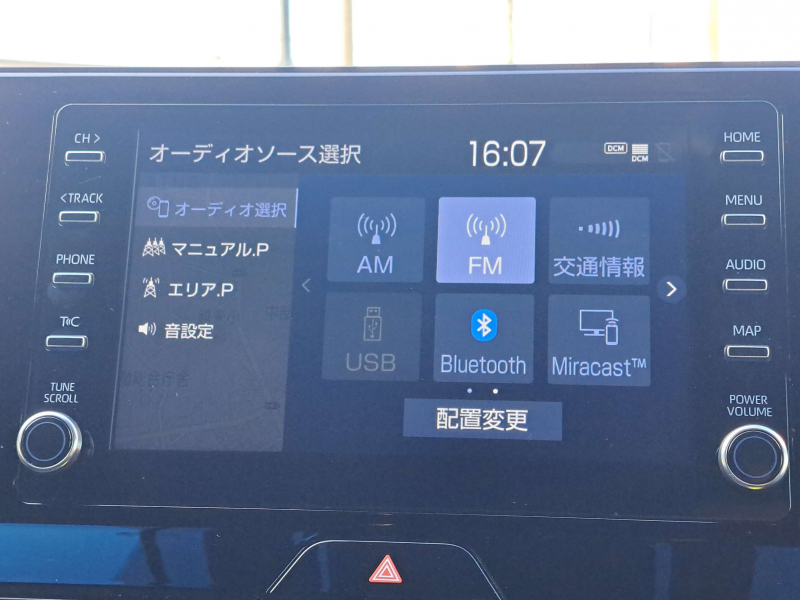 CH >
<TRACK
PHONE
T/C
TUNE
SCROLL
オーディオソース選択
16:07
DCM
DCM
オーディオ選択
マニュアル.P
エリア.P
音設定
AM
FM
交通情報
<
>
USB
Bluetooth
Miracast™
配置変更
HOME
MENU
AUDIO
MAP
POWER
VOLUME